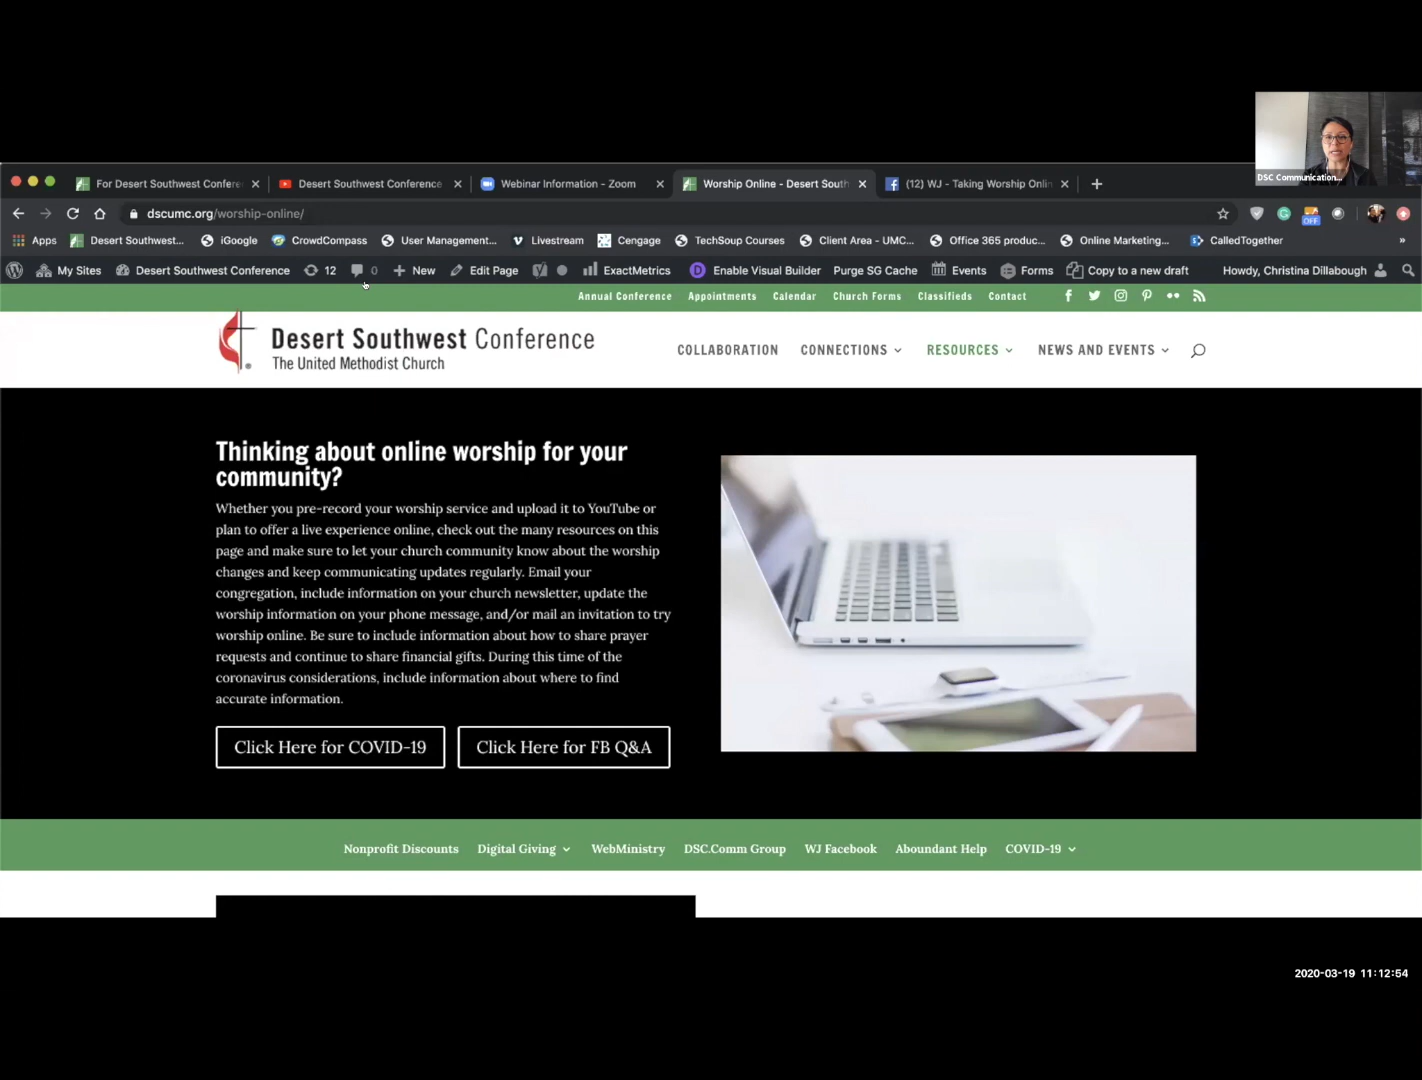 DSC Communication...
For Desert Southwest Confere
Desert Southwest Conference
Webinar Information - Zoom
Worship Online - Desert South
(12) WJ - Taking Worship Onlin
dscumc.org/worship-online/
OFF
Apps
Desert Southwest...
iGoogle
CrowdCompass
User Management...
Livestream
Cengage
TechSoup Courses
Client Area - UMC...
Office 365 produc...
Online Marketing...
CalledTogether
»
My Sites
Desert Southwest Conference
12
0
New
Edit Page
ExactMetrics
Enable Visual Builder
Purge SG Cache
Events
Forms
Copy to a new draft
Howdy, Christina Dillabough
Annual Conference
Appointments
Calendar
Church Forms
Classifieds
Contact
Desert Southwest Conference
The United Methodist Church
COLLABORATION
CONNECTIONS
RESOURCES
NEWS AND EVENTS
Thinking about online worship for your
community?
Whether you pre-record your worship service and upload it to YouTube or
plan to offer a live experience online, check out the many resources on this
page and make sure to let your church community know about the worship
changes and keep communicating updates regularly. Email your
congregation, include information on your church newsletter, update the
worship information on your phone message, and/or mail an invitation to try
worship online. Be sure to include information about how to share prayer
requests and continue to share financial gifts. During this time of the
coronavirus considerations, include information about where to find
accurate information.
Click Here for COVID-19
Click Here for FB Q&A
Nonprofit Discounts
Digital Giving
WebMinistry
DSC.Comm Group
WJ Facebook
Aboundant Help
COVID-19
2020-03-19 11:12:54